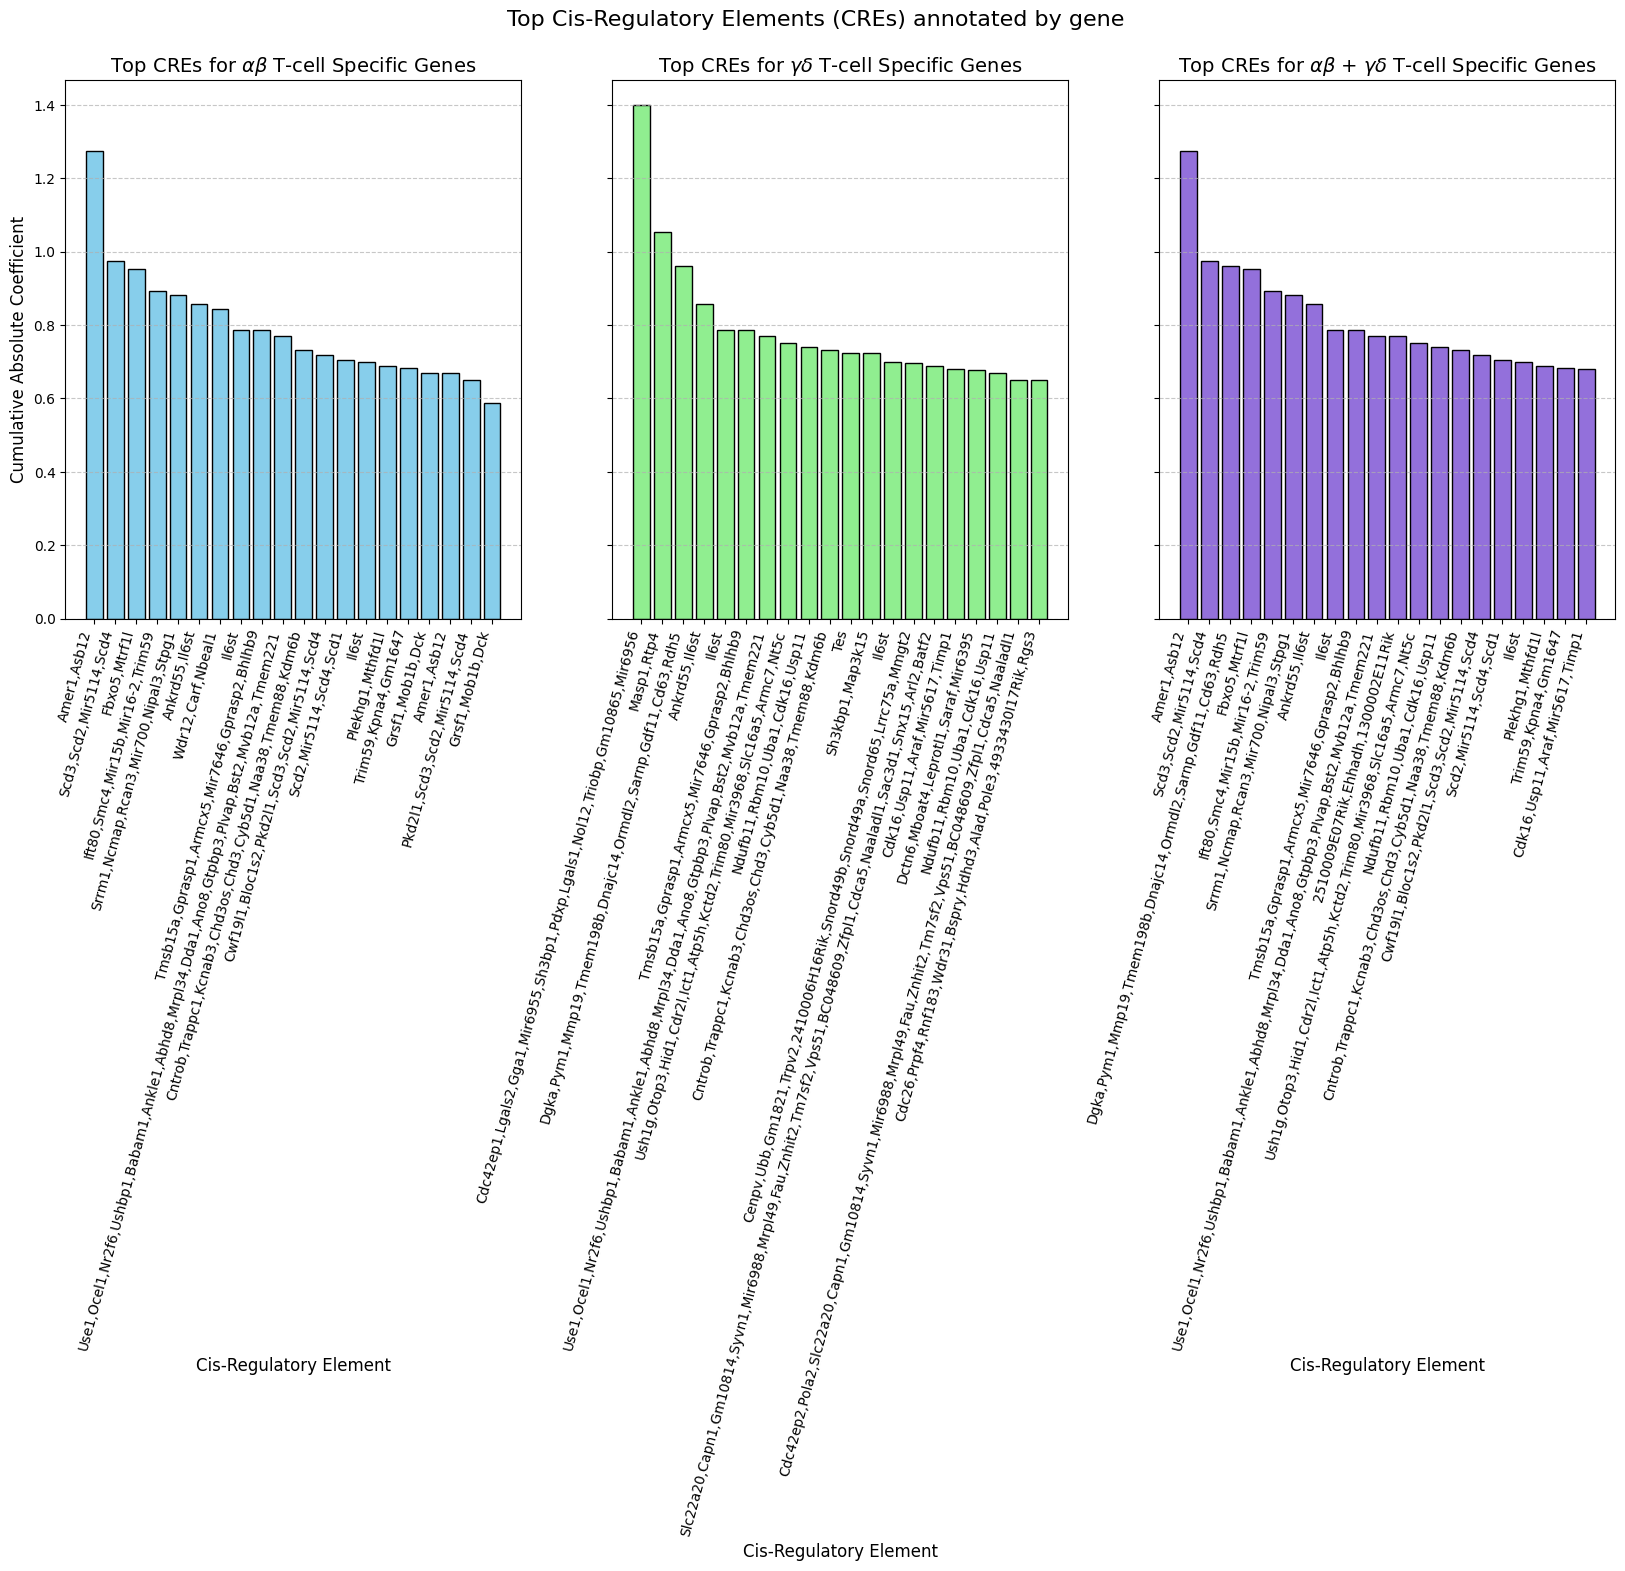 Top Cis-Regulatory Elements (CREs) annotated by gene
Top CREs for αβ T-cell Specific Genes
Top CREs for γδ T-cell Specific Genes
Top CREs for αβ + γδ T-cell Specific Genes
Cumulative Absolute Coefficient
1.4
1.2
1.0
0.8
0.6
0.4
0.2
0.0
Amer1,Asb12
Scd3,Scd2,Mir5114,Scd4
Fbxo5,Mtrf1l
Ift80,Smc4,Mir15b,Mir16-2,Trim59
Srrm1,Ncmap,Rcan3,Mir700,Nipal3,Stpg1
Ankrd55,Il6st
Wdr12,Carf,Nbeal1
Il6st
Tmsb15a,Gprasp1,Armcx5,Mir7646,Gprasp2,Bhlhb9
Use1,Ocel1,Nr2f6,Ushbp1,Babam1,Ankle1,Abhd8,Mrpl34,Dda1,Ano8,Gtpbp3,Plvap,Bst2,Mvb12a,Tmem221
Cntrob,Trappc1,Kcnab3,Chd3os,Chd3,Cyb5d1,Naa38,Tmem88,Kdm6b
Cwf19l1,Bloc1s2,Pkd2l1,Scd3,Scd2,Mir5114,Scd4
Scd2,Mir5114,Scd4,Scd1
Il6st
Plekhg1,Mthfd1l
Trim59,Kpna4,Gm1647
Grsf1,Mob1b,Dck
Amer1,Asb12
Pkd2l1,Scd3,Scd2,Mir5114,Scd4
Grsf1,Mob1b,Dck
Cis-Regulatory Element
Cdc42ep1,Lgals2,Gga1,Mir6955,Sh3bp1,Pdxp,Lgals1,Nol12,Triobp,Gm10865,Mir6956
Masp1,Rtp4
Dgka,Pym1,Mmp19,Tmem198b,Dnajc14,Ormdl2,Sarnp,Gdf11,Cd63,Rdh5
Ankrd55,Il6st
Il6st
Tmsb15a,Gprasp1,Armcx5,Mir7646,Gprasp2,Bhlhb9
Use1,Ocel1,Nr2f6,Ushbp1,Babam1,Ankle1,Abhd8,Mrpl34,Dda1,Ano8,Gtpbp3,Plvap,Bst2,Mvb12a,Tmem221
Ush1g,Otop3,Hid1,Cdr2l,Ict1,Atp5h,Kctd2,Trim80,Mir3968,Slc16a5,Armc7,Nt5c
Ndufb11,Rbm10,Uba1,Cdk16,Usp11
Cntrob,Trappc1,Kcnab3,Chd3os,Chd3,Cyb5d1,Naa38,Tmem88,Kdm6b
Tes
Sh3kbp1,Map3k15
Il6st
Cenpv,Ubb,Gm1821,Trpv2,2410006H16Rik,Snord49b,Snord49a,Snord65,Lrrc75a,Mmgt2
Slc22a20,Capn1,Gm10814,Syvn1,Mir6988,Mrpl49,Fau,Znhit2,Tm7sf2,Vps51,BC048609,Zfpl1,Cdca5,Naaladl1,Sac3d1,Snx15,Arl2,Batf2
Cdk16,Usp11,Araf,Mir5617,Timp1
Dctn6,Mboat4,Leprotl1,Saraf,Mir6395
Ndufb11,Rbm10,Uba1,Cdk16,Usp11
Cdc42ep2,Pola2,Slc22a20,Capn1,Gm10814,Syvn1,Mir6988,Mrpl49,Fau,Znhit2,Tm7sf2,Vps51,BC048609,Zfpl1,Cdca5,Naaladl1
Cdc26,Prpf4,Rnf183,Wdr31,Bspry,Hdhd3,Alad,Pole3,4933430I17Rik,Rgs3
Cis-Regulatory Element
Amer1,Asb12
Scd3,Scd2,Mir5114,Scd4
Dgka,Pym1,Mmp19,Tmem198b,Dnajc14,Ormdl2,Sarnp,Gdf11,Cd63,Rdh5
Fbxo5,Mtrf1l
Ift80,Smc4,Mir15b,Mir16-2,Trim59
Srrm1,Ncmap,Rcan3,Mir700,Nipal3,Stpg1
Ankrd55,Il6st
Il6st
Tmsb15a,Gprasp1,Armcx5,Mir7646,Gprasp2,Bhlhb9
Use1,Ocel1,Nr2f6,Ushbp1,Babam1,Ankle1,Abhd8,Mrpl34,Dda1,Ano8,Gtpbp3,Plvap,Bst2,Mvb12a,Tmem221
2510009E07Rik,Ehhadh,1300002E11Rik
Ush1g,Otop3,Hid1,Cdr2l,Ict1,Atp5h,Kctd2,Trim80,Mir3968,Slc16a5,Armc7,Nt5c
Ndufb11,Rbm10,Uba1,Cdk16,Usp11
Cntrob,Trappc1,Kcnab3,Chd3os,Chd3,Cyb5d1,Naa38,Tmem88,Kdm6b
Cwf19l1,Bloc1s2,Pkd2l1,Scd3,Scd2,Mir5114,Scd4
Scd2,Mir5114,Scd4,Scd1
Il6st
Plekhg1,Mthfd1l
Trim59,Kpna4,Gm1647
Cdk16,Usp11,Araf,Mir5617,Timp1
Cis-Regulatory Element